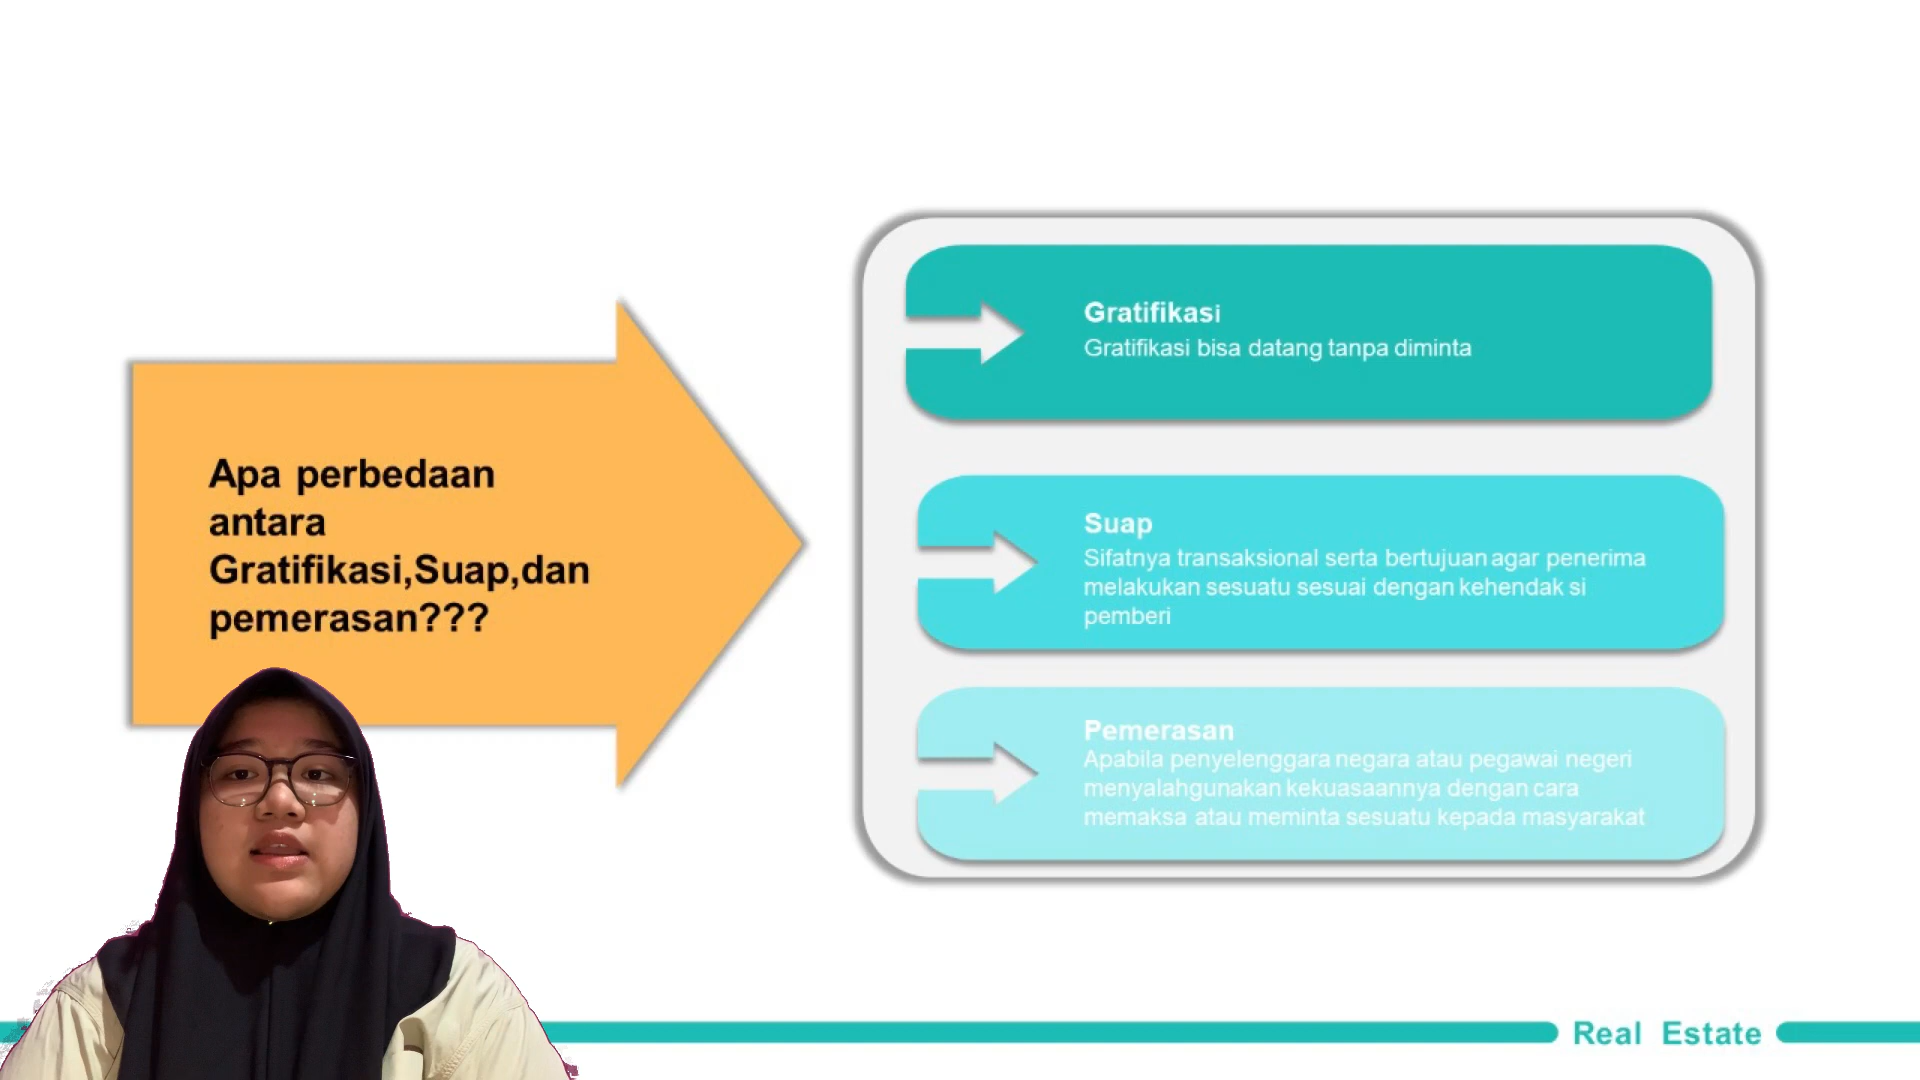 Apa perbedaan
antara
Gratifikasi,Suap,dan
pemerasan???
Gratifikasi
Gratifikasi bisa datang tanpa diminta
Suap
Sifatnya transaksional serta bertujuan agar penerima
melakukan sesuatu sesuai dengan kehendak si
pemberi
Pemerasan
Apabila penyelenggara negara atau pegawai negeri
menyalahgunakan kekuasaannya dengan cara
memaksa atau meminta sesuatu kepada masyarakat
Real Estate